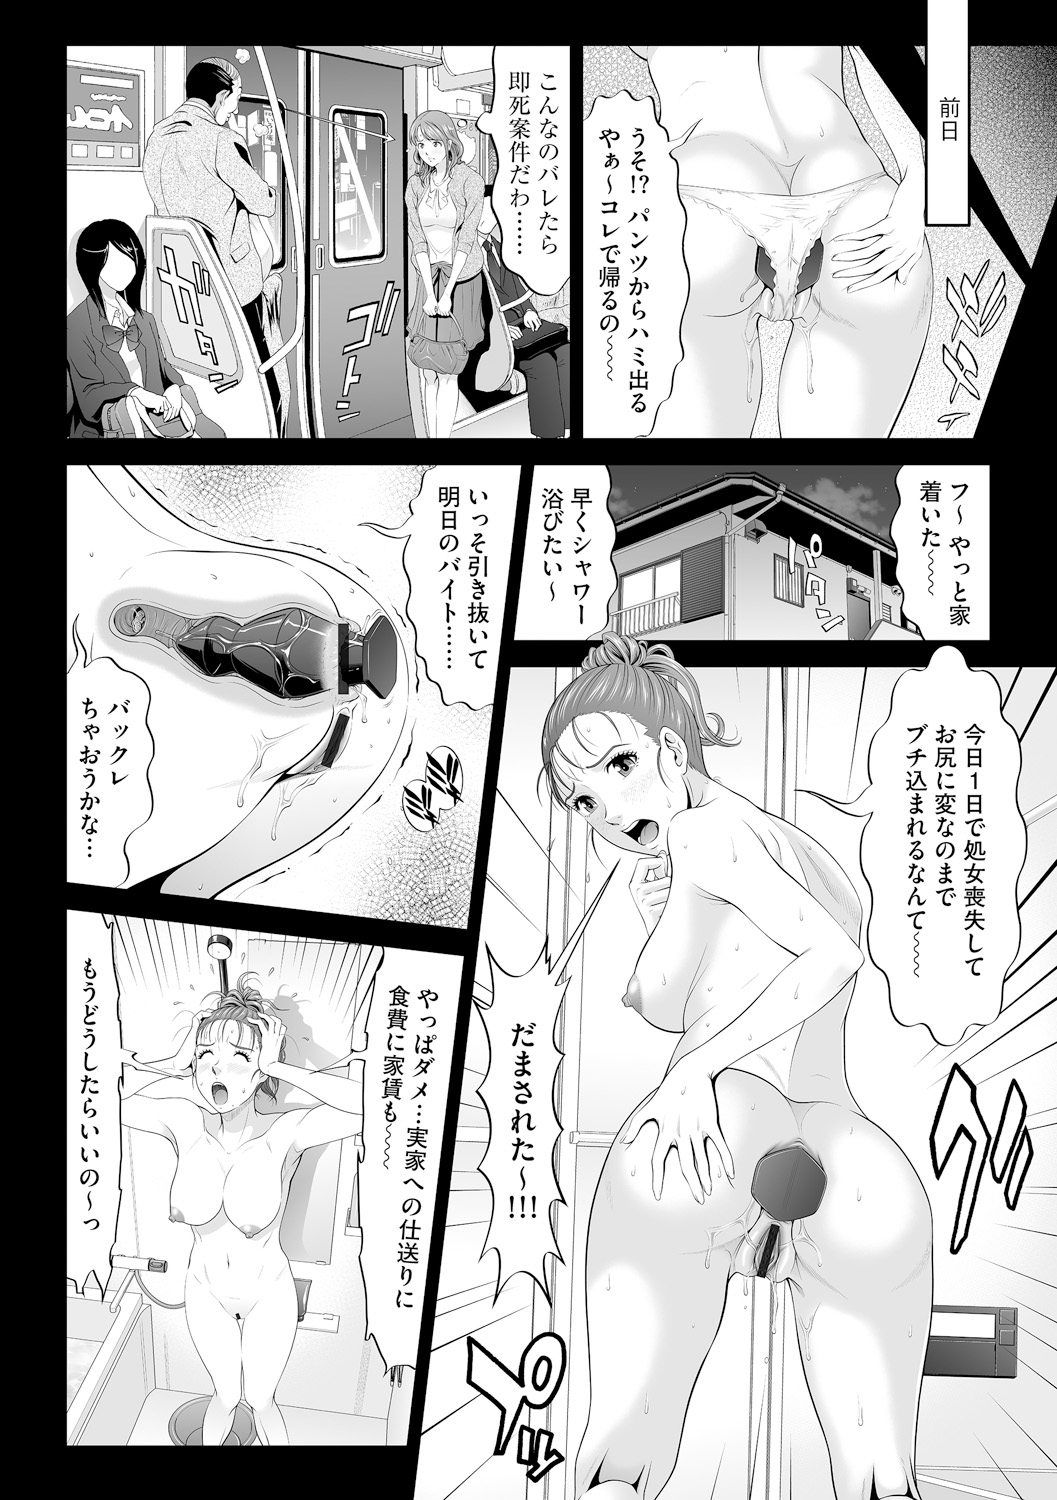 前日
うそ!? パンツからハミ出る
やぁ〜コレで帰るの〜〜〜
メキ
メキ
こんなのバレたら
即死案件だわ……
ガタン
ゴトン
フ〜やっと家
着いた〜〜〜
パタン
早くシャワー
浴びたい〜
いっそ引き抜いて
明日のバイト……
バックレ
ちゃおうかな…
今日1日で処女喪失して
お尻に変なのまで
ブチ込まれるなんて〜〜
だまされた〜!!!
グ
パッ
やっぱダメ…実家への仕送りに
食費に家賃も〜〜〜
もうどうしたらいいの〜っ